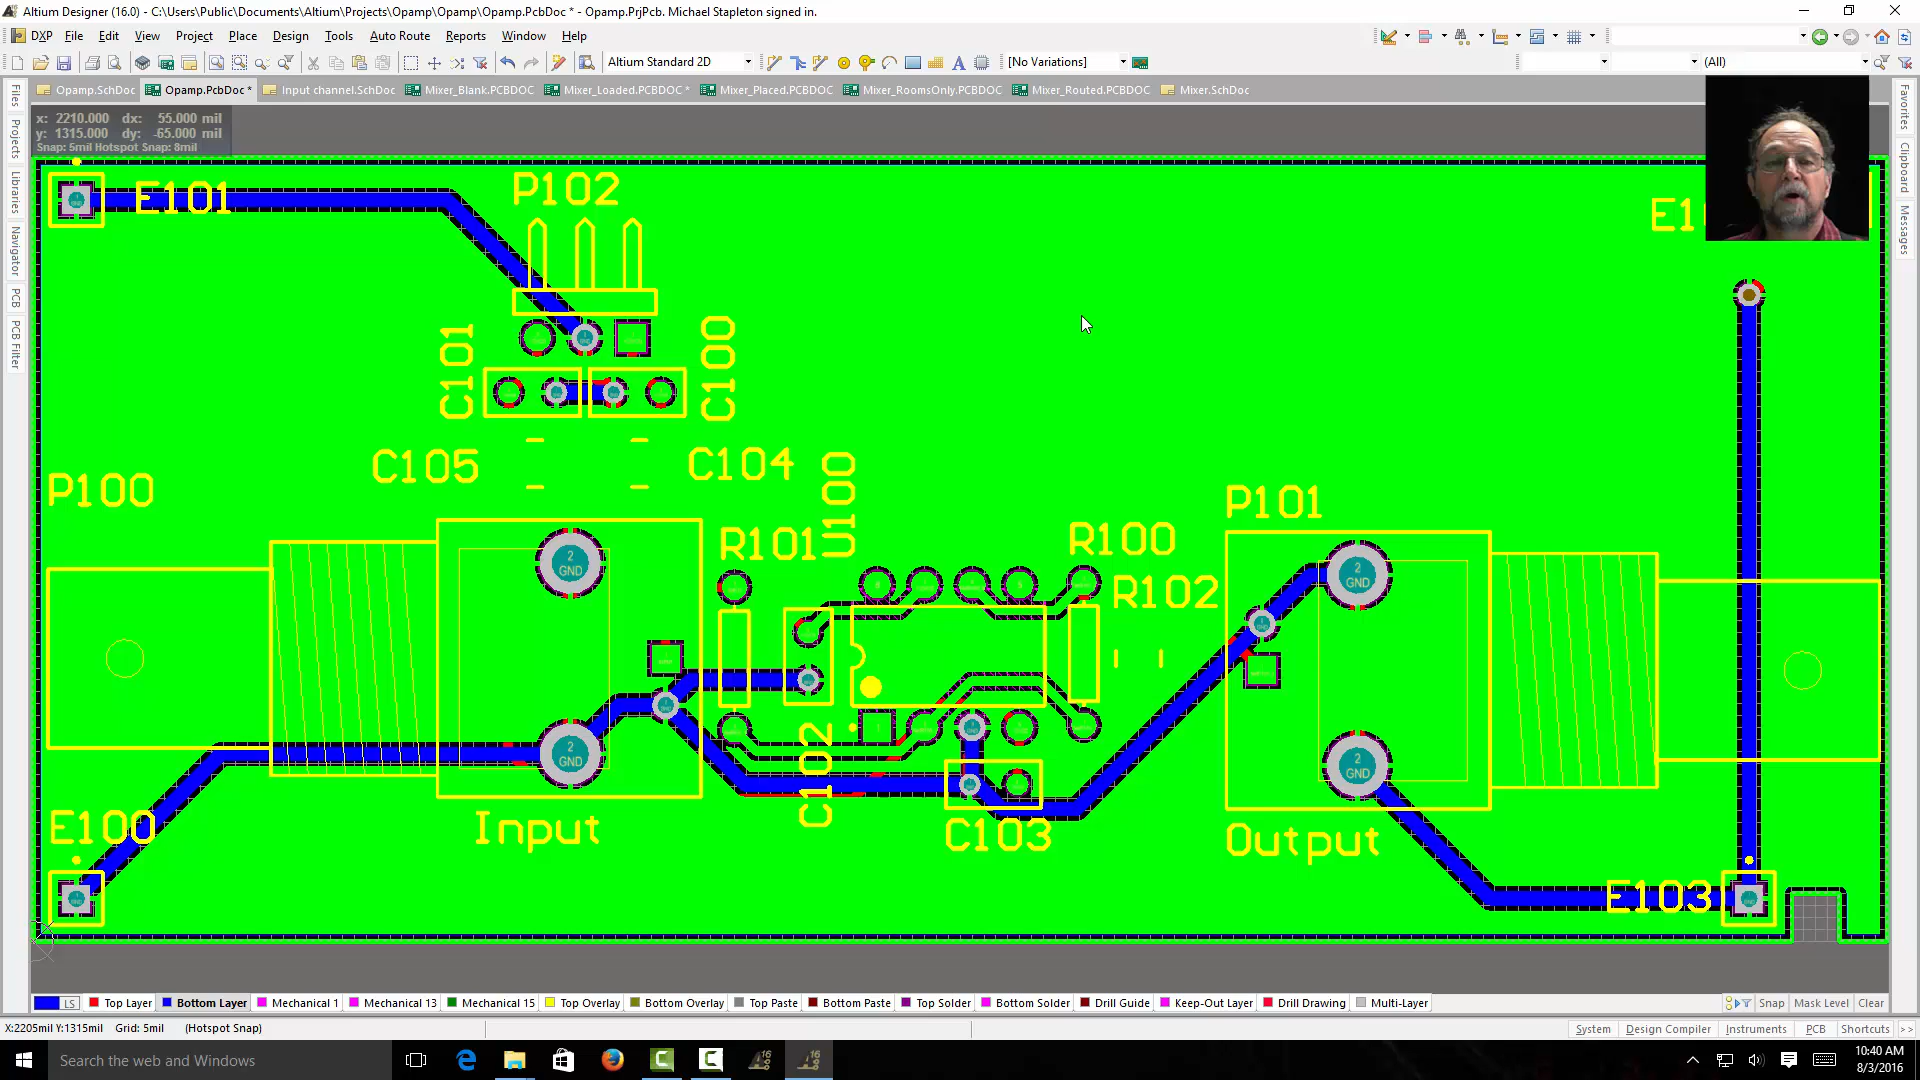 Altium Designer (16.0) - C:\Users\Public\Documents\Altium\Projects\Opamp\Opamp\Opamp.PcbDoc * - Opamp.PrjPcb. Michael Stapleton signed in.
DXP File Edit View Project Place Design Tools Auto Route Reports Window Help
Altium Standard 2D [No Variations] (All)
Opamp.SchDoc Opamp.PcbDoc * Input channel.SchDoc Mixer_Blank.PCBDOC Mixer_Loaded.PCBDOC * Mixer_Placed.PCBDOC Mixer_RoomsOnly.PCBDOC Mixer_Routed.PCBDOC Mixer.SchDoc
x: 2210.000 dx: 55.000 mil
y: 1315.000 dy: -65.000 mil
Snap: 5mil Hotspot Snap: 8mil
Files
Projects
Libraries
Navigator
PCB
PCB Filter
Favorites
Clipboard
Messages
E101
P102
C101
C100
C105
C104
P100
U100
R101
R100
R102
P101
2
GND
2
GND
2
GND
2
GND
1
E100
Input
C102
C103
Output
E103
LS Top Layer Bottom Layer Mechanical 1 Mechanical 13 Mechanical 15 Top Overlay Bottom Overlay Top Paste Bottom Paste Top Solder Bottom Solder Drill Guide Keep-Out Layer Drill Drawing Multi-Layer Snap Mask Level Clear
X:2205mil Y:1315mil Grid: 5mil (Hotspot Snap) System Design Compiler Instruments PCB Shortcuts >>
Search the web and Windows
10:40 AM
8/3/2016